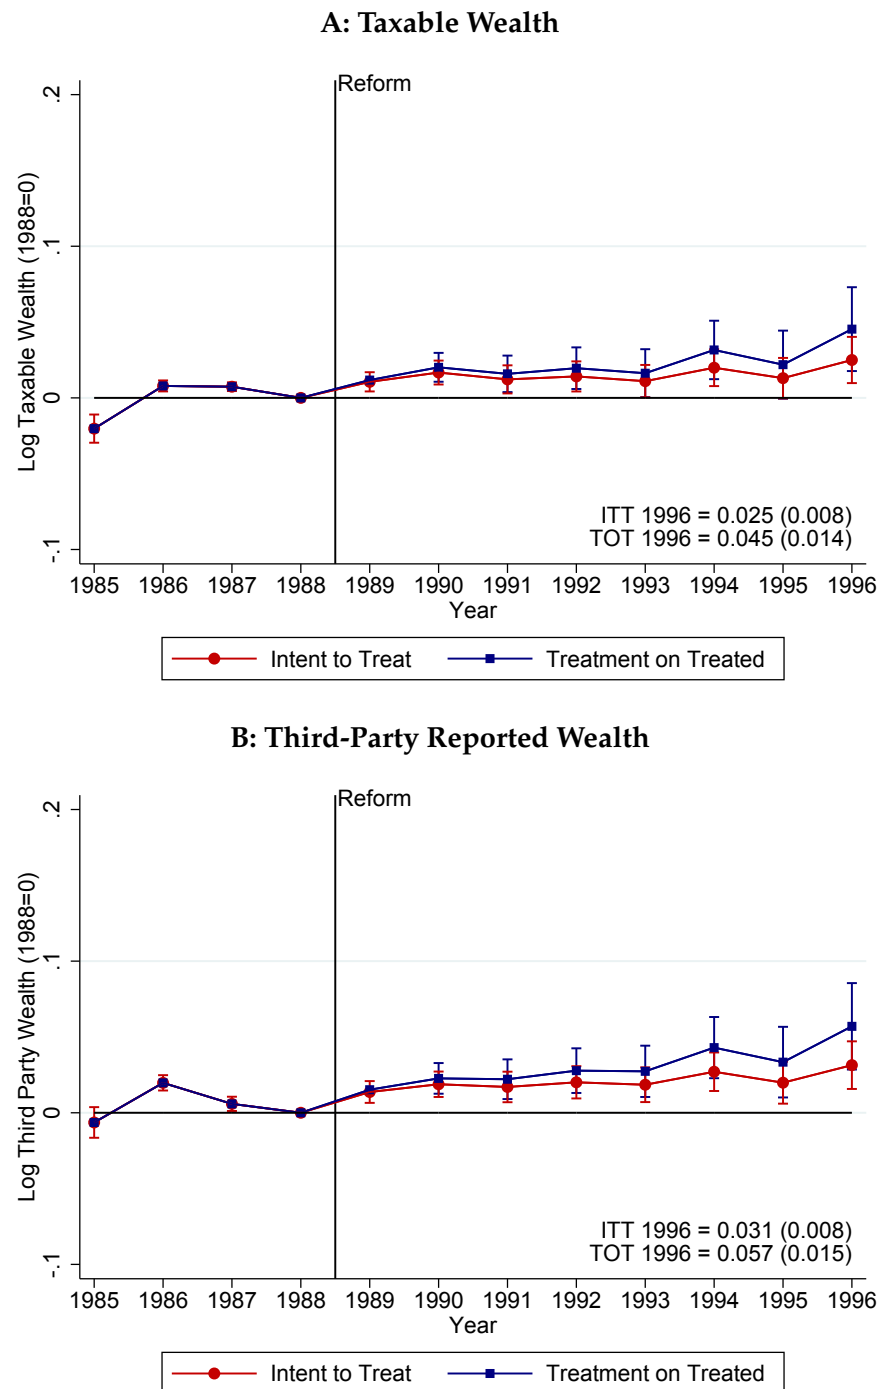 A: Taxable Wealth
Reform
.2
.1
0
-.1
Log Taxable Wealth (1988=0)
ITT 1996 = 0.025 (0.008)
TOT 1996 = 0.045 (0.014)
1985 1986 1987 1988 1989 1990 1991 1992 1993 1994 1995 1996
Year
Intent to Treat Treatment on Treated
B: Third-Party Reported Wealth
Reform
.2
.1
0
-.1
Log Third Party Wealth (1988=0)
ITT 1996 = 0.031 (0.008)
TOT 1996 = 0.057 (0.015)
1985 1986 1987 1988 1989 1990 1991 1992 1993 1994 1995 1996
Year
Intent to Treat Treatment on Treated